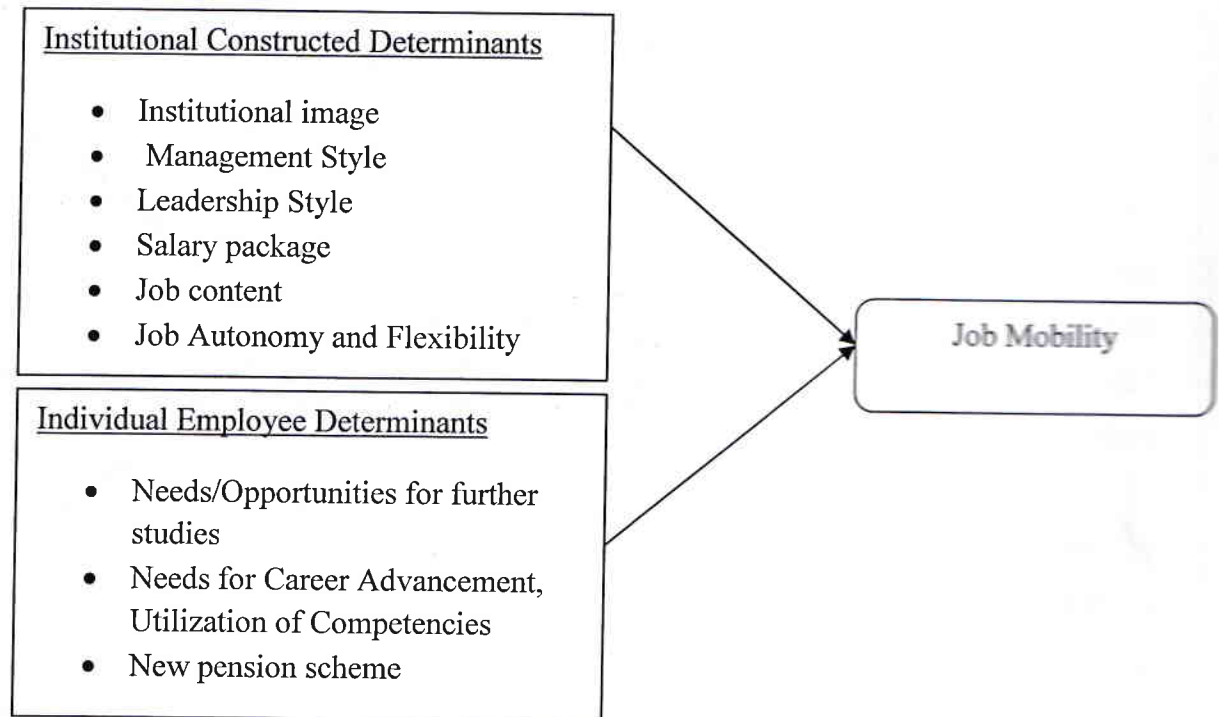 Institutional Constructed Determinants
• Institutional image
• Management Style
• Leadership Style
• Salary package
• Job content
• Job Autonomy and Flexibility
Individual Employee Determinants
• Needs/Opportunities for further
studies
• Needs for Career Advancement,
Utilization of Competencies
• New pension scheme
Job Mobility